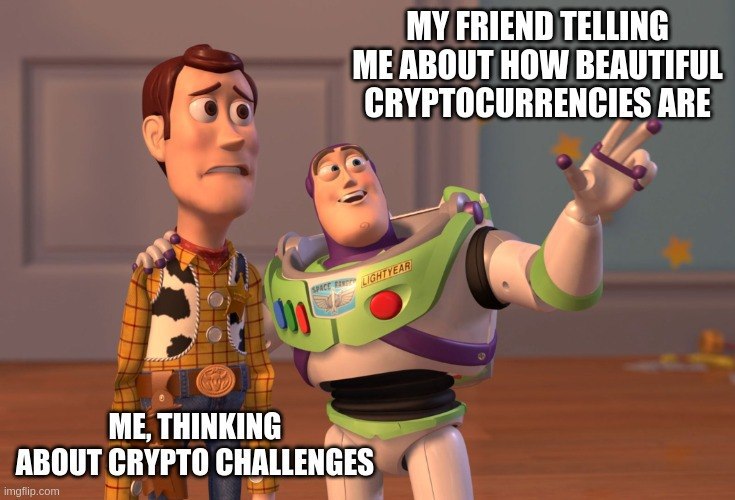 MY FRIEND TELLING
ME ABOUT HOW BEAUTIFUL
CRYPTOCURRENCIES ARE
SPACE RANGER
LIGHTYEAR
ME, THINKING
ABOUT CRYPTO CHALLENGES
imgflip.com